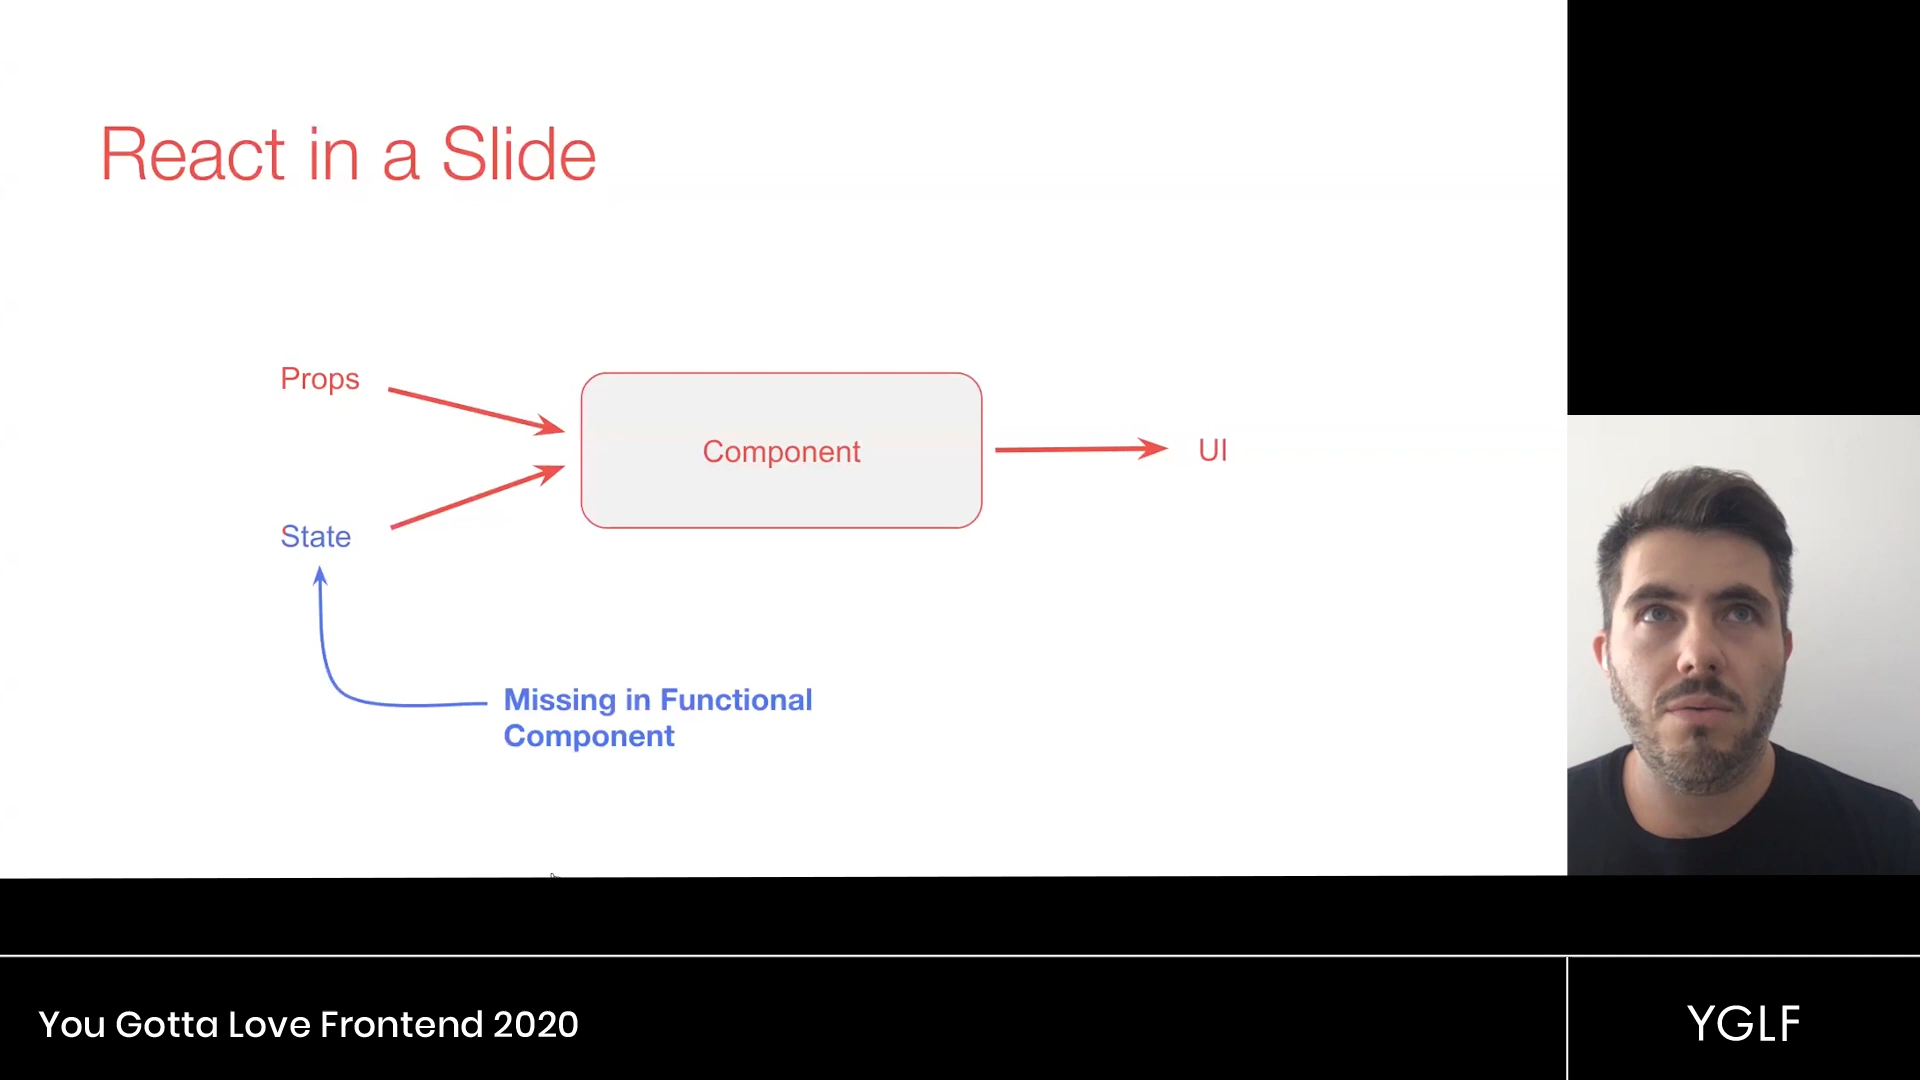 React in a Slide
Props
Component
UI
State
Missing in Functional
Component
You Gotta Love Frontend 2020
YGLF